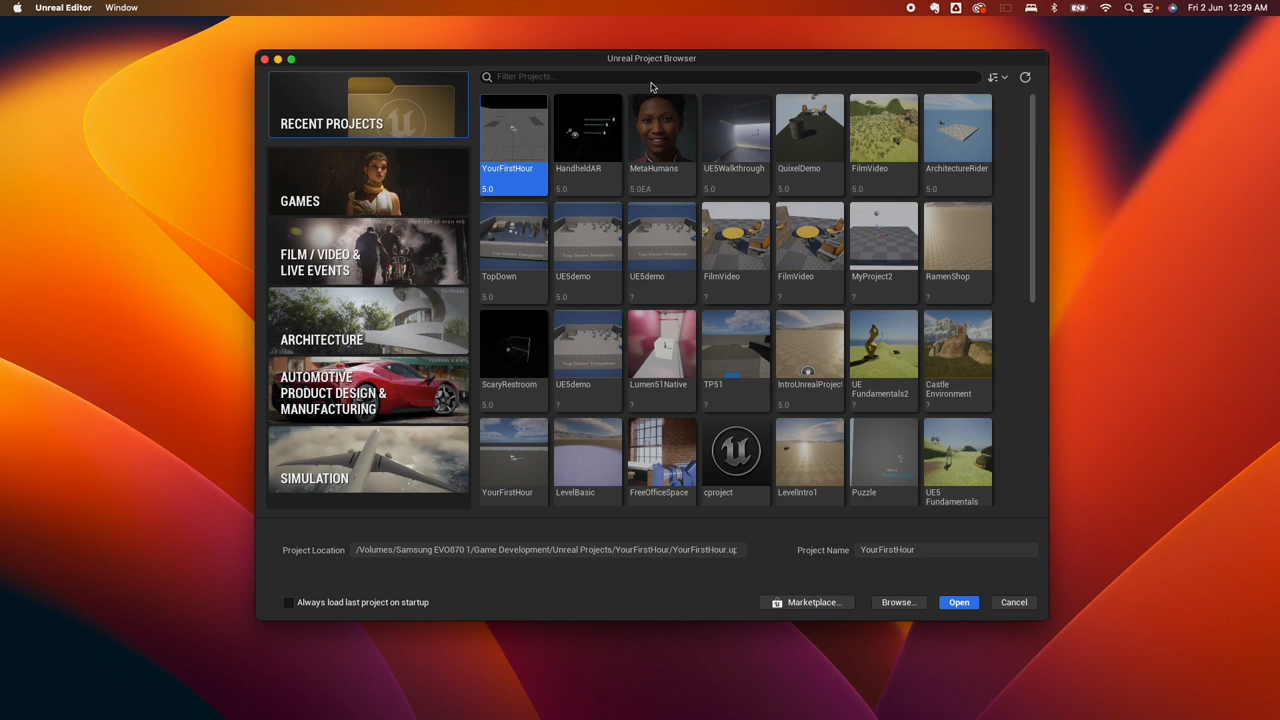 Unreal Editor Window
Fri 2 Jun 12:29 AM
Unreal Project Browser
Filter Projects...
RECENT PROJECTS
GAMES
FILM / VIDEO &
LIVE EVENTS
ARCHITECTURE
AUTOMOTIVE
PRODUCT DESIGN &
MANUFACTURING
SIMULATION
YourFirstHour HandheldAR MetaHumans UE5Walkthrough QuixelDemo FilmVideo ArchitectureRider
5.0 5.0 5.0EA 5.0 5.0 5.0 5.0
TopDown UE5demo UE5demo FilmVideo FilmVideo MyProject2 RamenShop
5.0 5.0 ? ? ? ? ?
ScaryRestroom UE5demo Lumen51Native TP51 IntroUnrealProject UE Castle
Fundamentals2 Environment
5.0 ? ? ? 5.0 ? ?
YourFirstHour LevelBasic FreeOfficeSpace cproject LevelIntro1 Puzzle UE5
Fundamentals
Project Location /Volumes/Samsung EVO870 1/Game Development/Unreal Projects/YourFirstHour/YourFirstHour.up
Project Name YourFirstHour
Always load last project on startup
Marketplace... Browse... Open Cancel